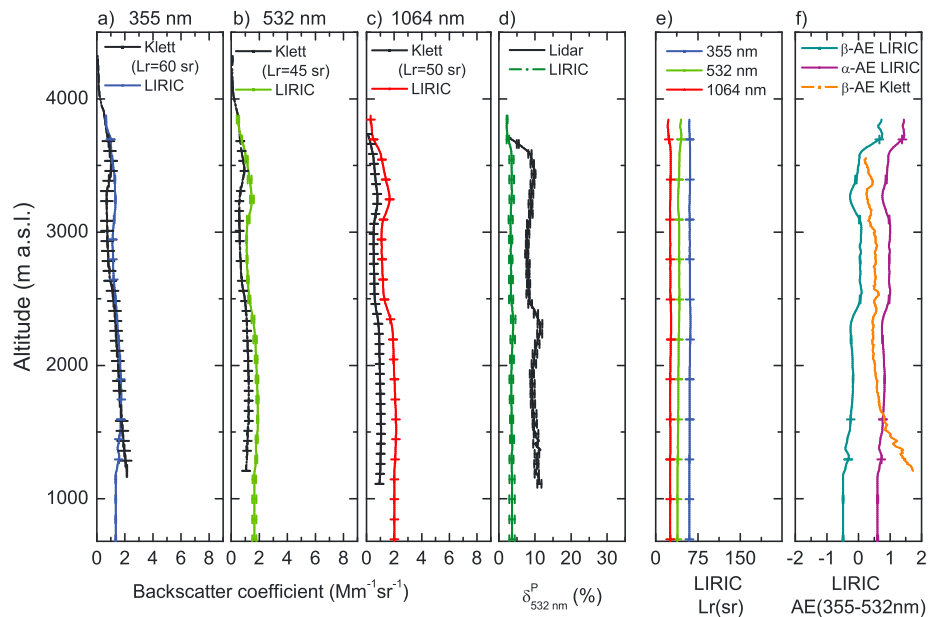 a) 355 nm
b) 532 nm
c) 1064 nm
d)
e)
f)
Klett
(Lr=60 sr)
LIRIC
Klett
(Lr=45 sr)
LIRIC
Klett
(Lr=50 sr)
LIRIC
Lidar
LIRIC
355 nm
532 nm
1064 nm
β-AE LIRIC
α-AE LIRIC
β-AE Klett
4000
3000
2000
1000
Altitude (m a.s.l.)
0 2 4 6 8
0 2 4 6 8
0 2 4 6 8
0 10 20 30
0 75 150
-2 -1 0 1 2
Backscatter coefficient (Mm⁻¹sr⁻¹)
δᴾ₅₃₂ ₙₘ (%)
LIRIC
Lr(sr)
LIRIC
AE(355-532nm)